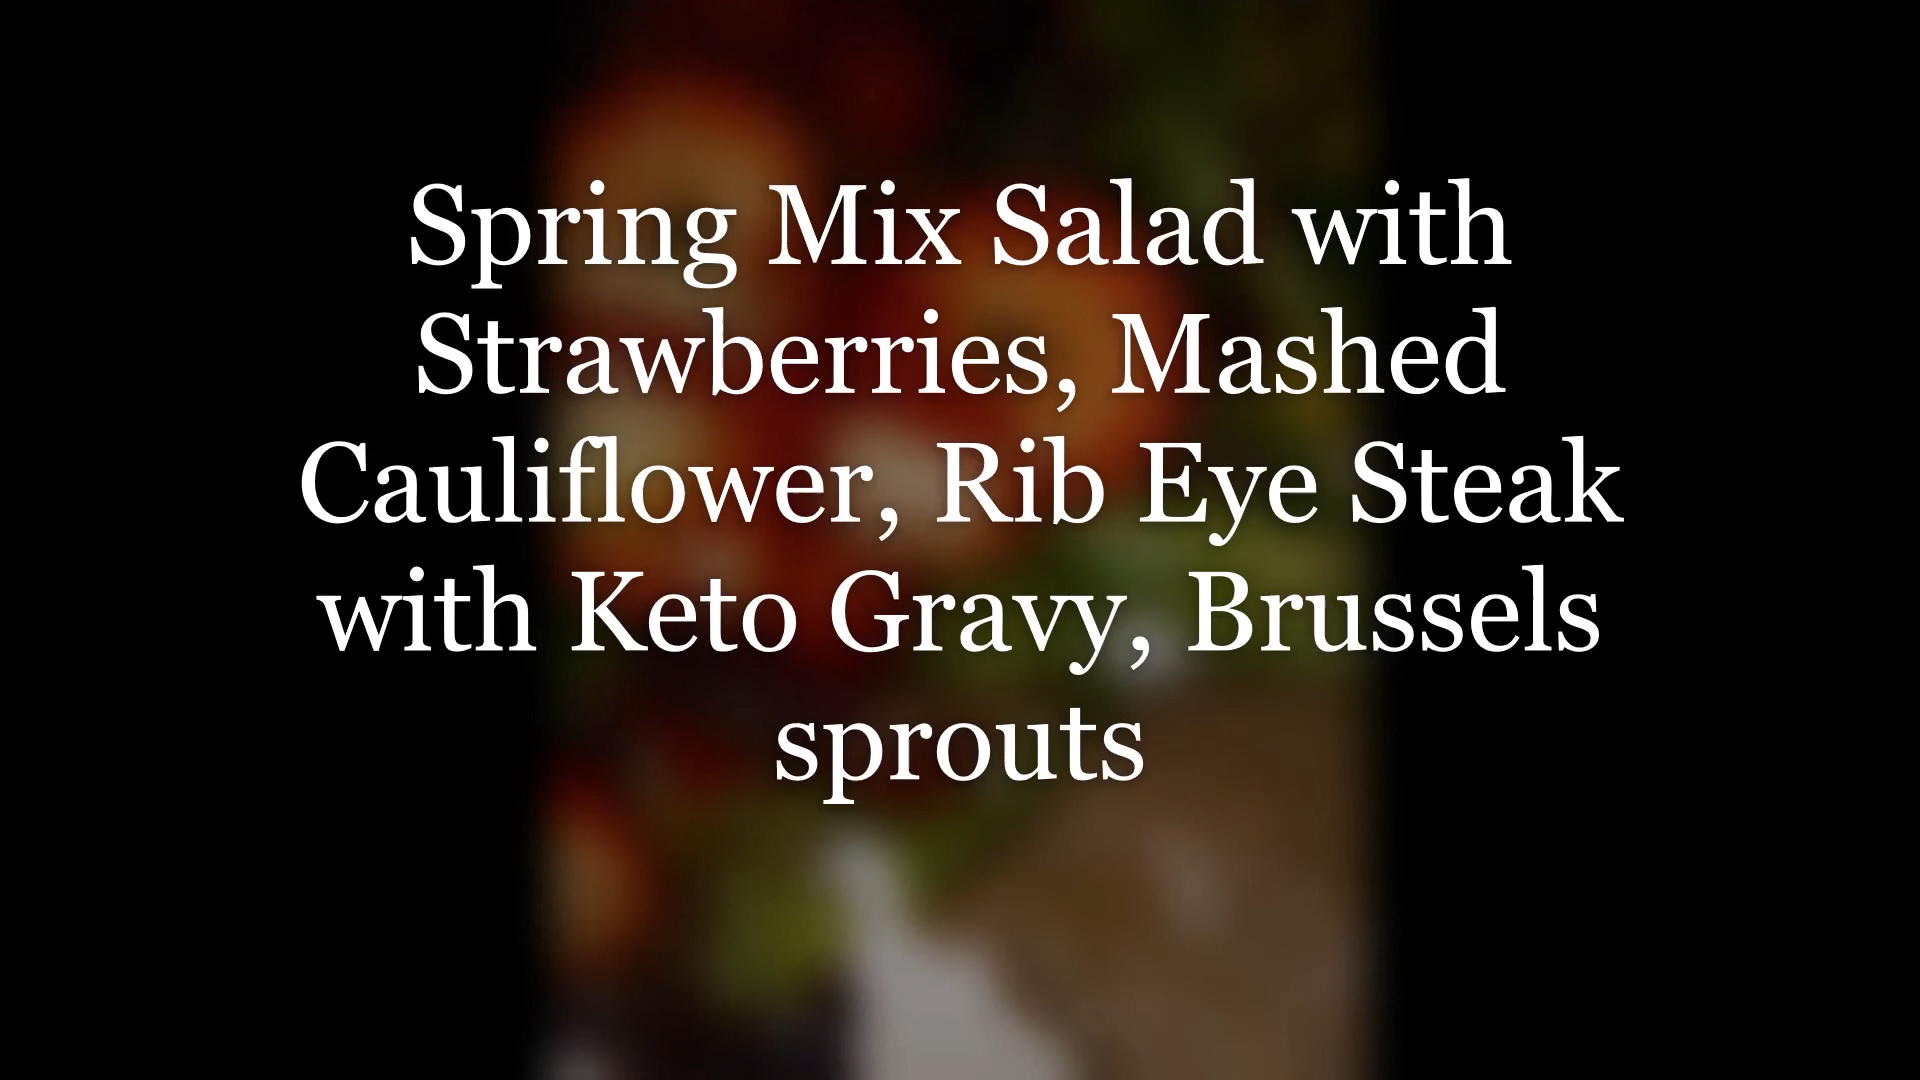 Spring Mix Salad with
Strawberries, Mashed
Cauliflower, Rib Eye Steak
with Keto Gravy, Brussels
sprouts